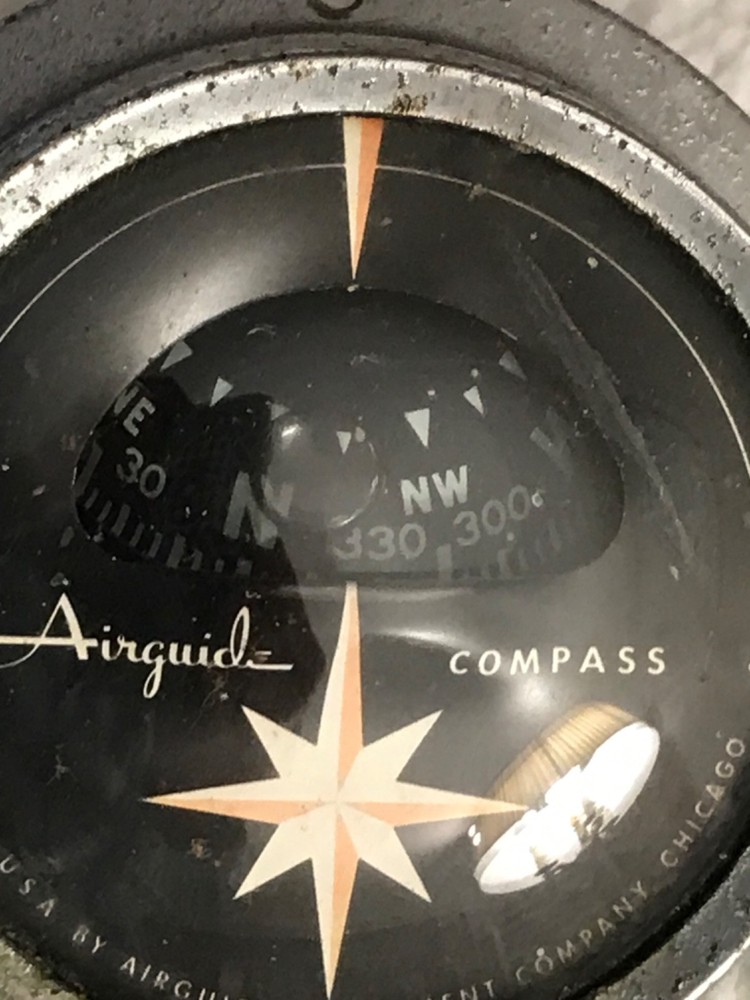 NE
30
N
330
NW
300
W
Airguide
COMPASS
USA BY AIRGUI
ENT COMPANY, CHICAGO